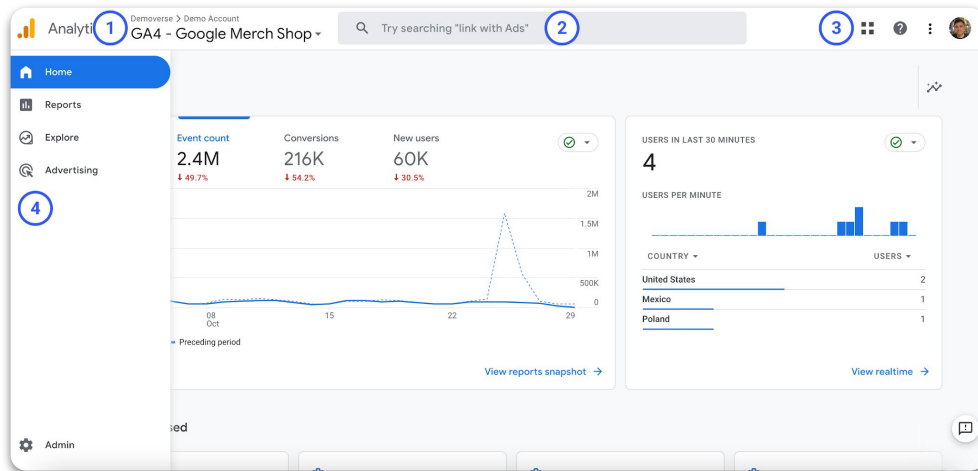 Analyti
1
Demoverse > Demo Account
GA4 - Google Merch Shop
Try searching "link with Ads"
2
3
Home
Reports
Explore
Advertising
4
Admin
Event count
2.4M
↓ 49.7%
Conversions
216K
↓ 54.2%
New users
60K
↓ 30.5%
2M
1.5M
1M
500K
0
08
Oct
15
22
29
Preceding period
View reports snapshot →
USERS IN LAST 30 MINUTES
4
USERS PER MINUTE
COUNTRY USERS
United States 2
Mexico 1
Poland 1
View realtime →
sed